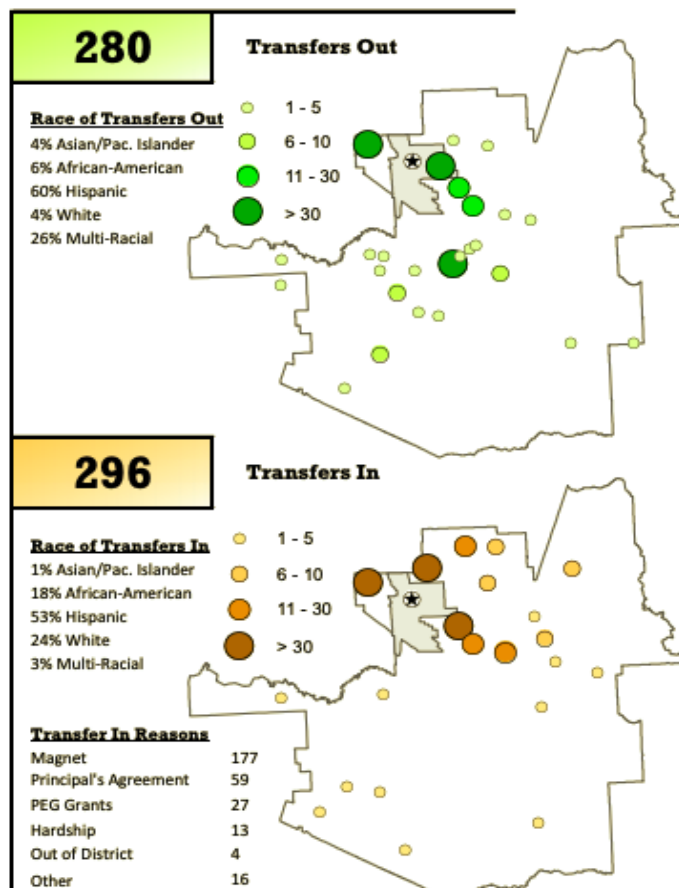 280
Transfers Out
Race of Transfers Out
4% Asian/Pac. Islander
6% African-American
60% Hispanic
4% White
26% Multi-Racial
1 - 5
6 - 10
11 - 30
> 30
296
Transfers In
Race of Transfers In
1% Asian/Pac. Islander
18% African-American
53% Hispanic
24% White
3% Multi-Racial
1 - 5
6 - 10
11 - 30
> 30
Transfer In Reasons
Magnet 177
Principal's Agreement 59
PEG Grants 27
Hardship 13
Out of District 4
Other 16